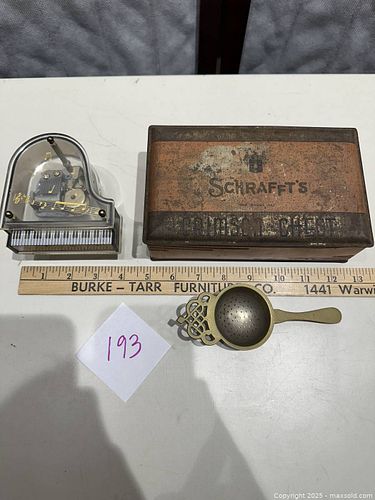 SCHRAFFT'S
1 2 3 4 5 6 7 8 9 10 11 12 13
BURKE - TARR FURNITURE CO. 1441 Warwi
193
Copyright 2025 - maxsold.com